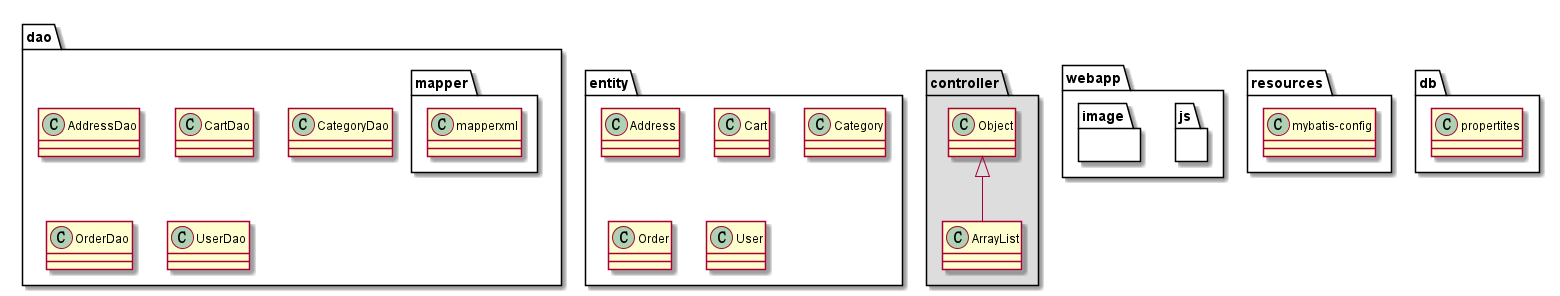 dao
mapper
C AddressDao
C CartDao
C CategoryDao
C mapperxml
C OrderDao
C UserDao
entity
C Address
C Cart
C Category
C Order
C User
controller
C Object
C ArrayList
webapp
image
js
resources
C mybatis-config
db
C propertites